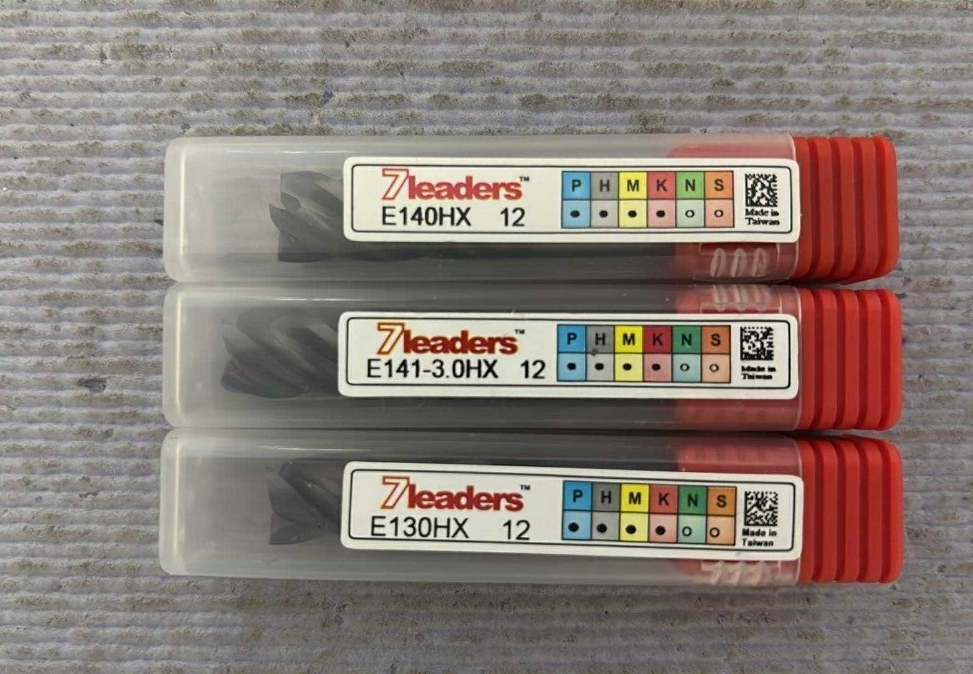 7leaders™
E140HX 12
P H M K N S
Made in
Taiwan
7leaders™
E141-3.0HX 12
P H M K N S
Made in
Taiwan
7leaders™
E130HX 12
P H M K N S
Made in
Taiwan